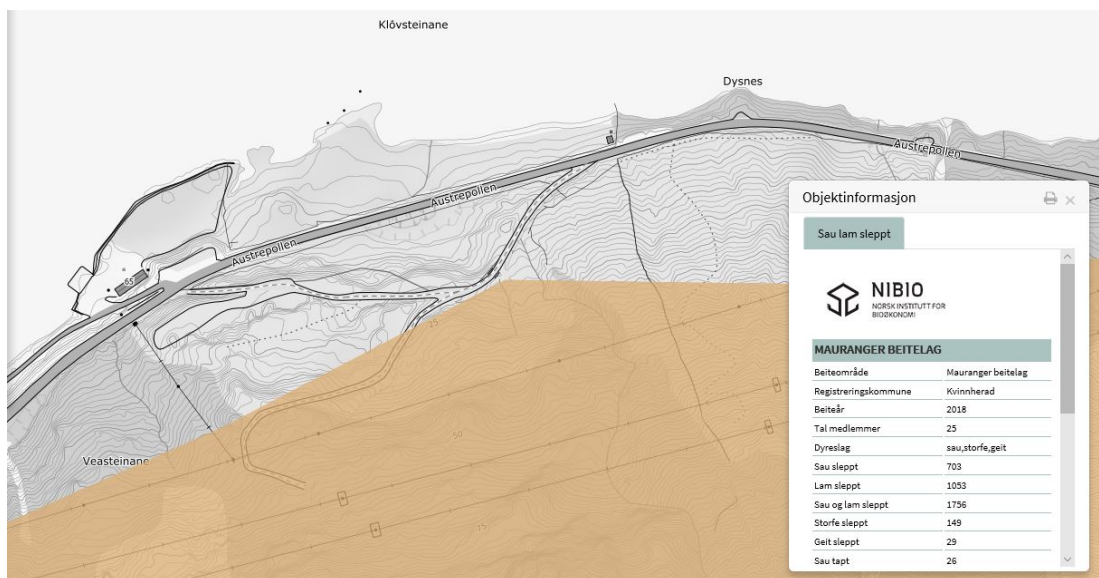 Klôvsteinane
Dysnes
Austrepollen
Austrepollen
Austrepollen
65
25
50
75
Veasteinane
Objektinformasjon
Sau lam sleppt
NIBIO
NORSK INSTITUTT FOR
BIOØKONOMI
MAURANGER BEITELAG
Beiteområde Mauranger beitelag
Registreringskommune Kvinnherad
Beiteår 2018
Tal medlemmer 25
Dyreslag sau,storfe,geit
Sau sleppt 703
Lam sleppt 1053
Sau og lam sleppt 1756
Storfe sleppt 149
Geit sleppt 29
Sau tapt 26